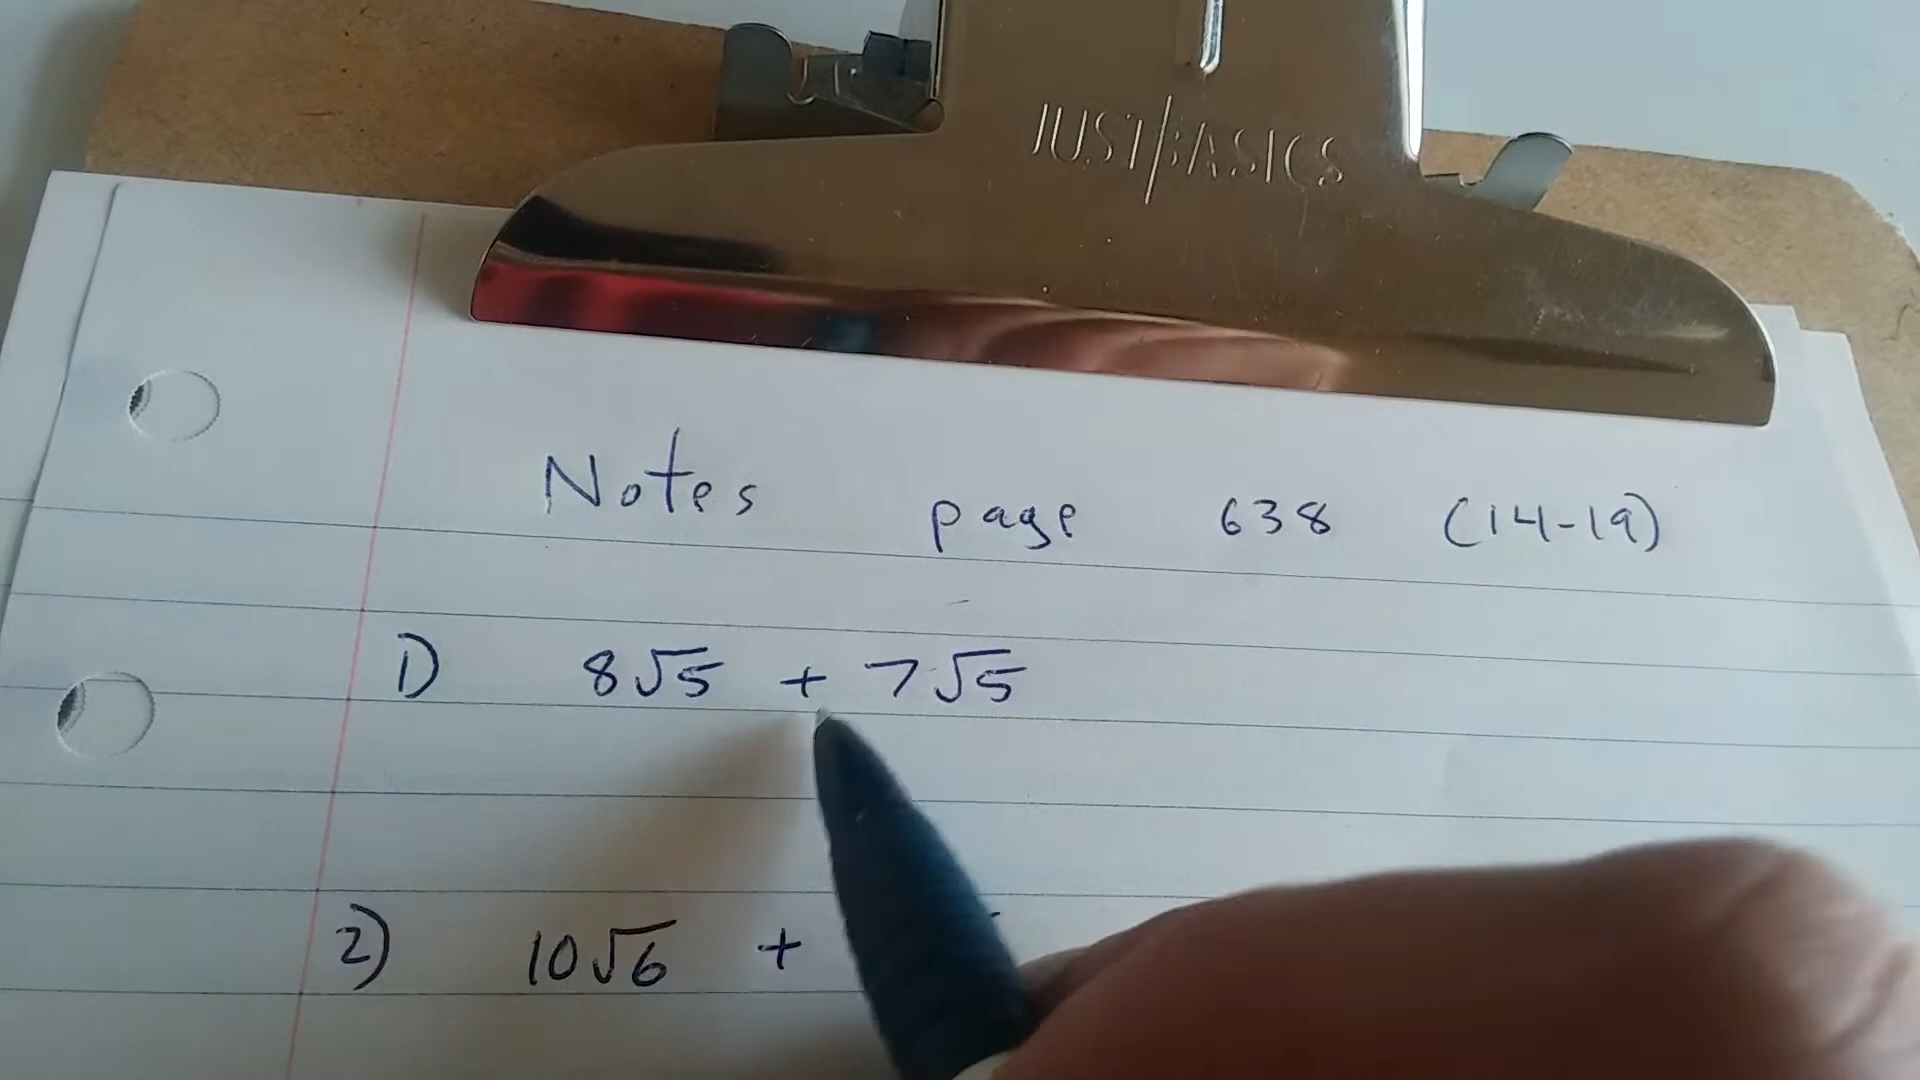 JUST/BASICS
Notes page 638 (14-19)
1) 8√5 + 7√5
2) 10√6 +